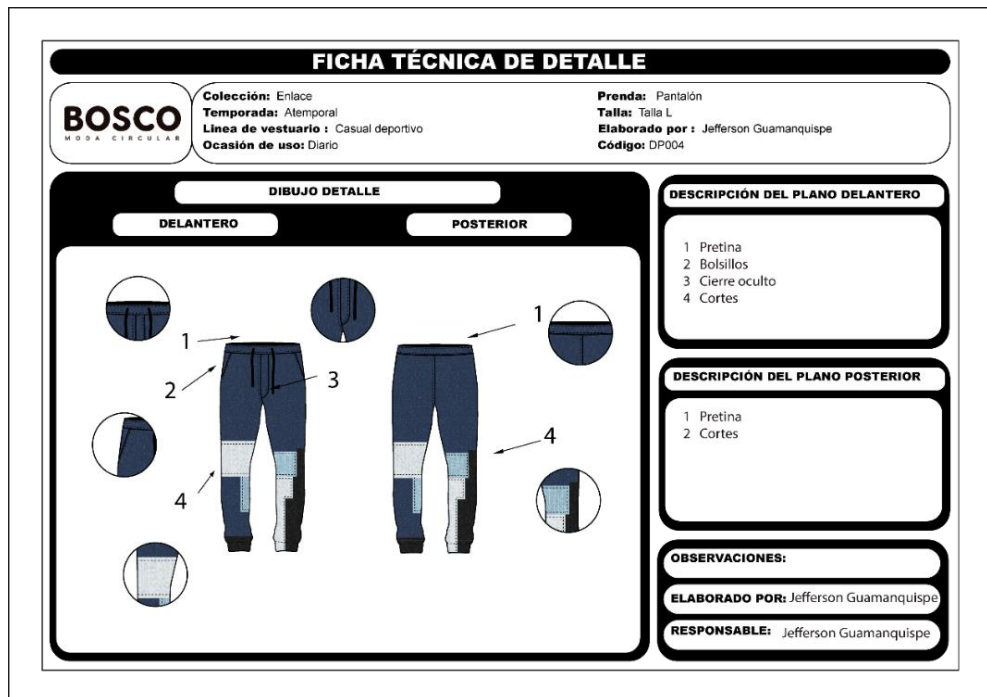 FICHA TÉCNICA DE DETALLE
BOSCO
MODA CIRCULAR
Colección: Enlace
Temporada: Atemporal
Linea de vestuario : Casual deportivo
Ocasión de uso: Diario
Prenda: Pantalón
Talla: Talla L
Elaborado por : Jefferson Guamanquispe
Código: DP004
DIBUJO DETALLE
DELANTERO
POSTERIOR
1
2
3
4
1
4
DESCRIPCIÓN DEL PLANO DELANTERO
1 Pretina
2 Bolsillos
3 Cierre oculto
4 Cortes
DESCRIPCIÓN DEL PLANO POSTERIOR
1 Pretina
2 Cortes
OBSERVACIONES:
ELABORADO POR: Jefferson Guamanquispe
RESPONSABLE: Jefferson Guamanquispe